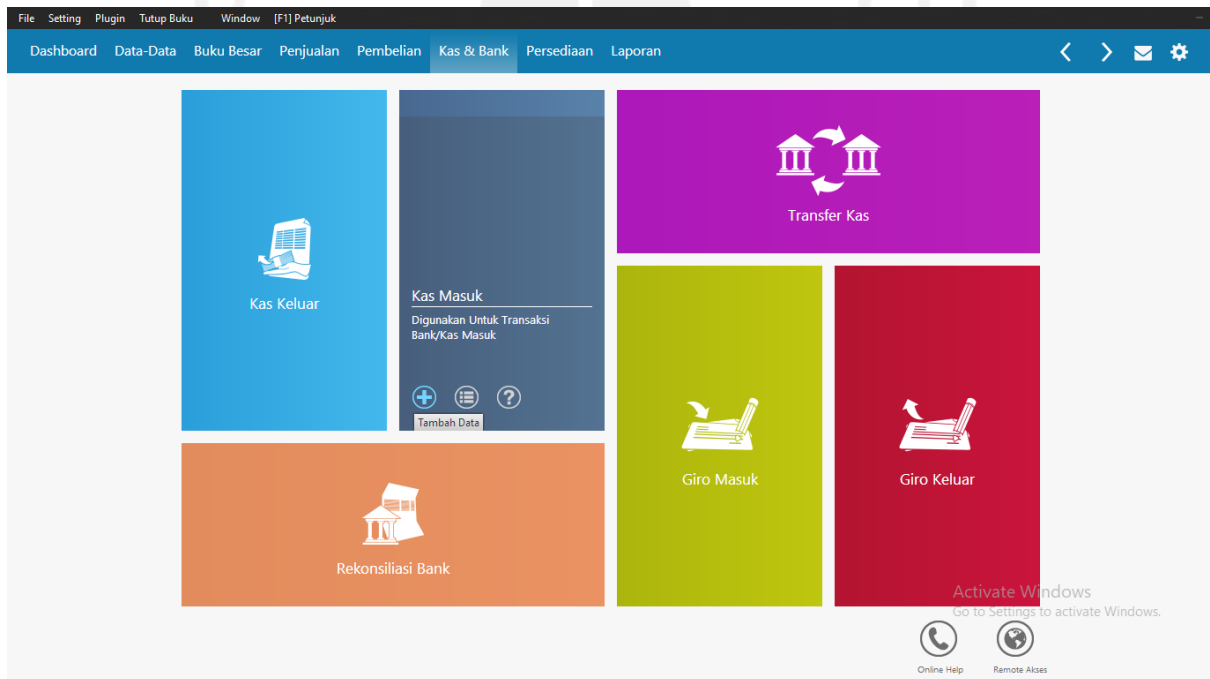 File Setting Plugin Tutup Buku Window [F1] Petunjuk
Dashboard Data-Data Buku Besar Penjualan Pembelian Kas & Bank Persediaan Laporan
Transfer Kas
Kas Keluar
Kas Masuk
Digunakan Untuk Transaksi
Bank/Kas Masuk
Tambah Data
Giro Masuk
Giro Keluar
Rekonsiliasi Bank
Activate Windows
Go to Settings to activate Windows.
Online Help
Remote Akses